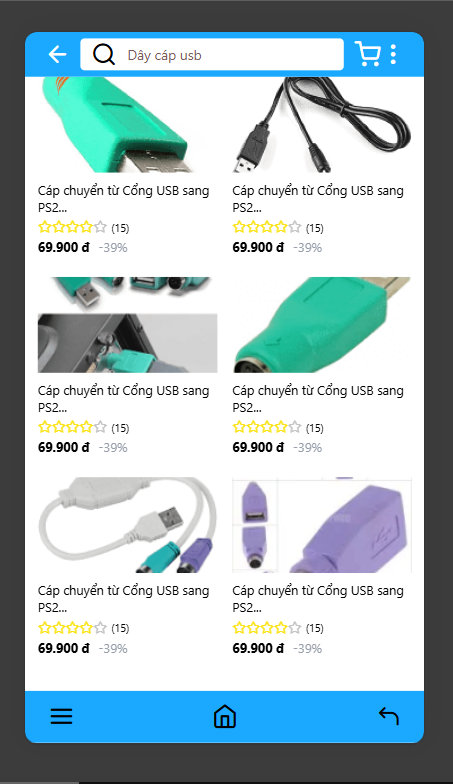 Dây cáp usb
Cáp chuyển từ Cổng USB sang
PS2...
(15)
69.900 đ -39%
Cáp chuyển từ Cổng USB sang
PS2...
(15)
69.900 đ -39%
Cáp chuyển từ Cổng USB sang
PS2...
(15)
69.900 đ -39%
Cáp chuyển từ Cổng USB sang
PS2...
(15)
69.900 đ -39%
Cáp chuyển từ Cổng USB sang
PS2...
(15)
69.900 đ -39%
Cáp chuyển từ Cổng USB sang
PS2...
(15)
69.900 đ -39%